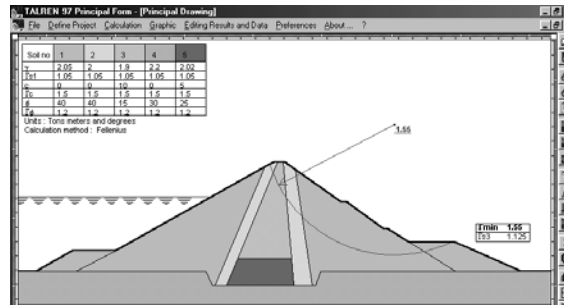 TALREN 97 Principal Form - [Principal Drawing]
File Define Project Calculation Graphic Editing Results and Data Preferences About... ?
Soil no 1 2 3 4 5
γ 2.05 2 1.9 2.2 2.02
Γs1 1.05 1.05 1.05 1.05 1.05
c 0 0 10 0 5
Γc 1.5 1.5 1.5 1.5 1.5
ϕ 40 40 15 30 25
Γϕ 1.2 1.2 1.2 1.2 1.2
Units : Tons meters and degrees
Calculation method : Fellenius
1.55
Γmin 1.55
Γs3 1.125